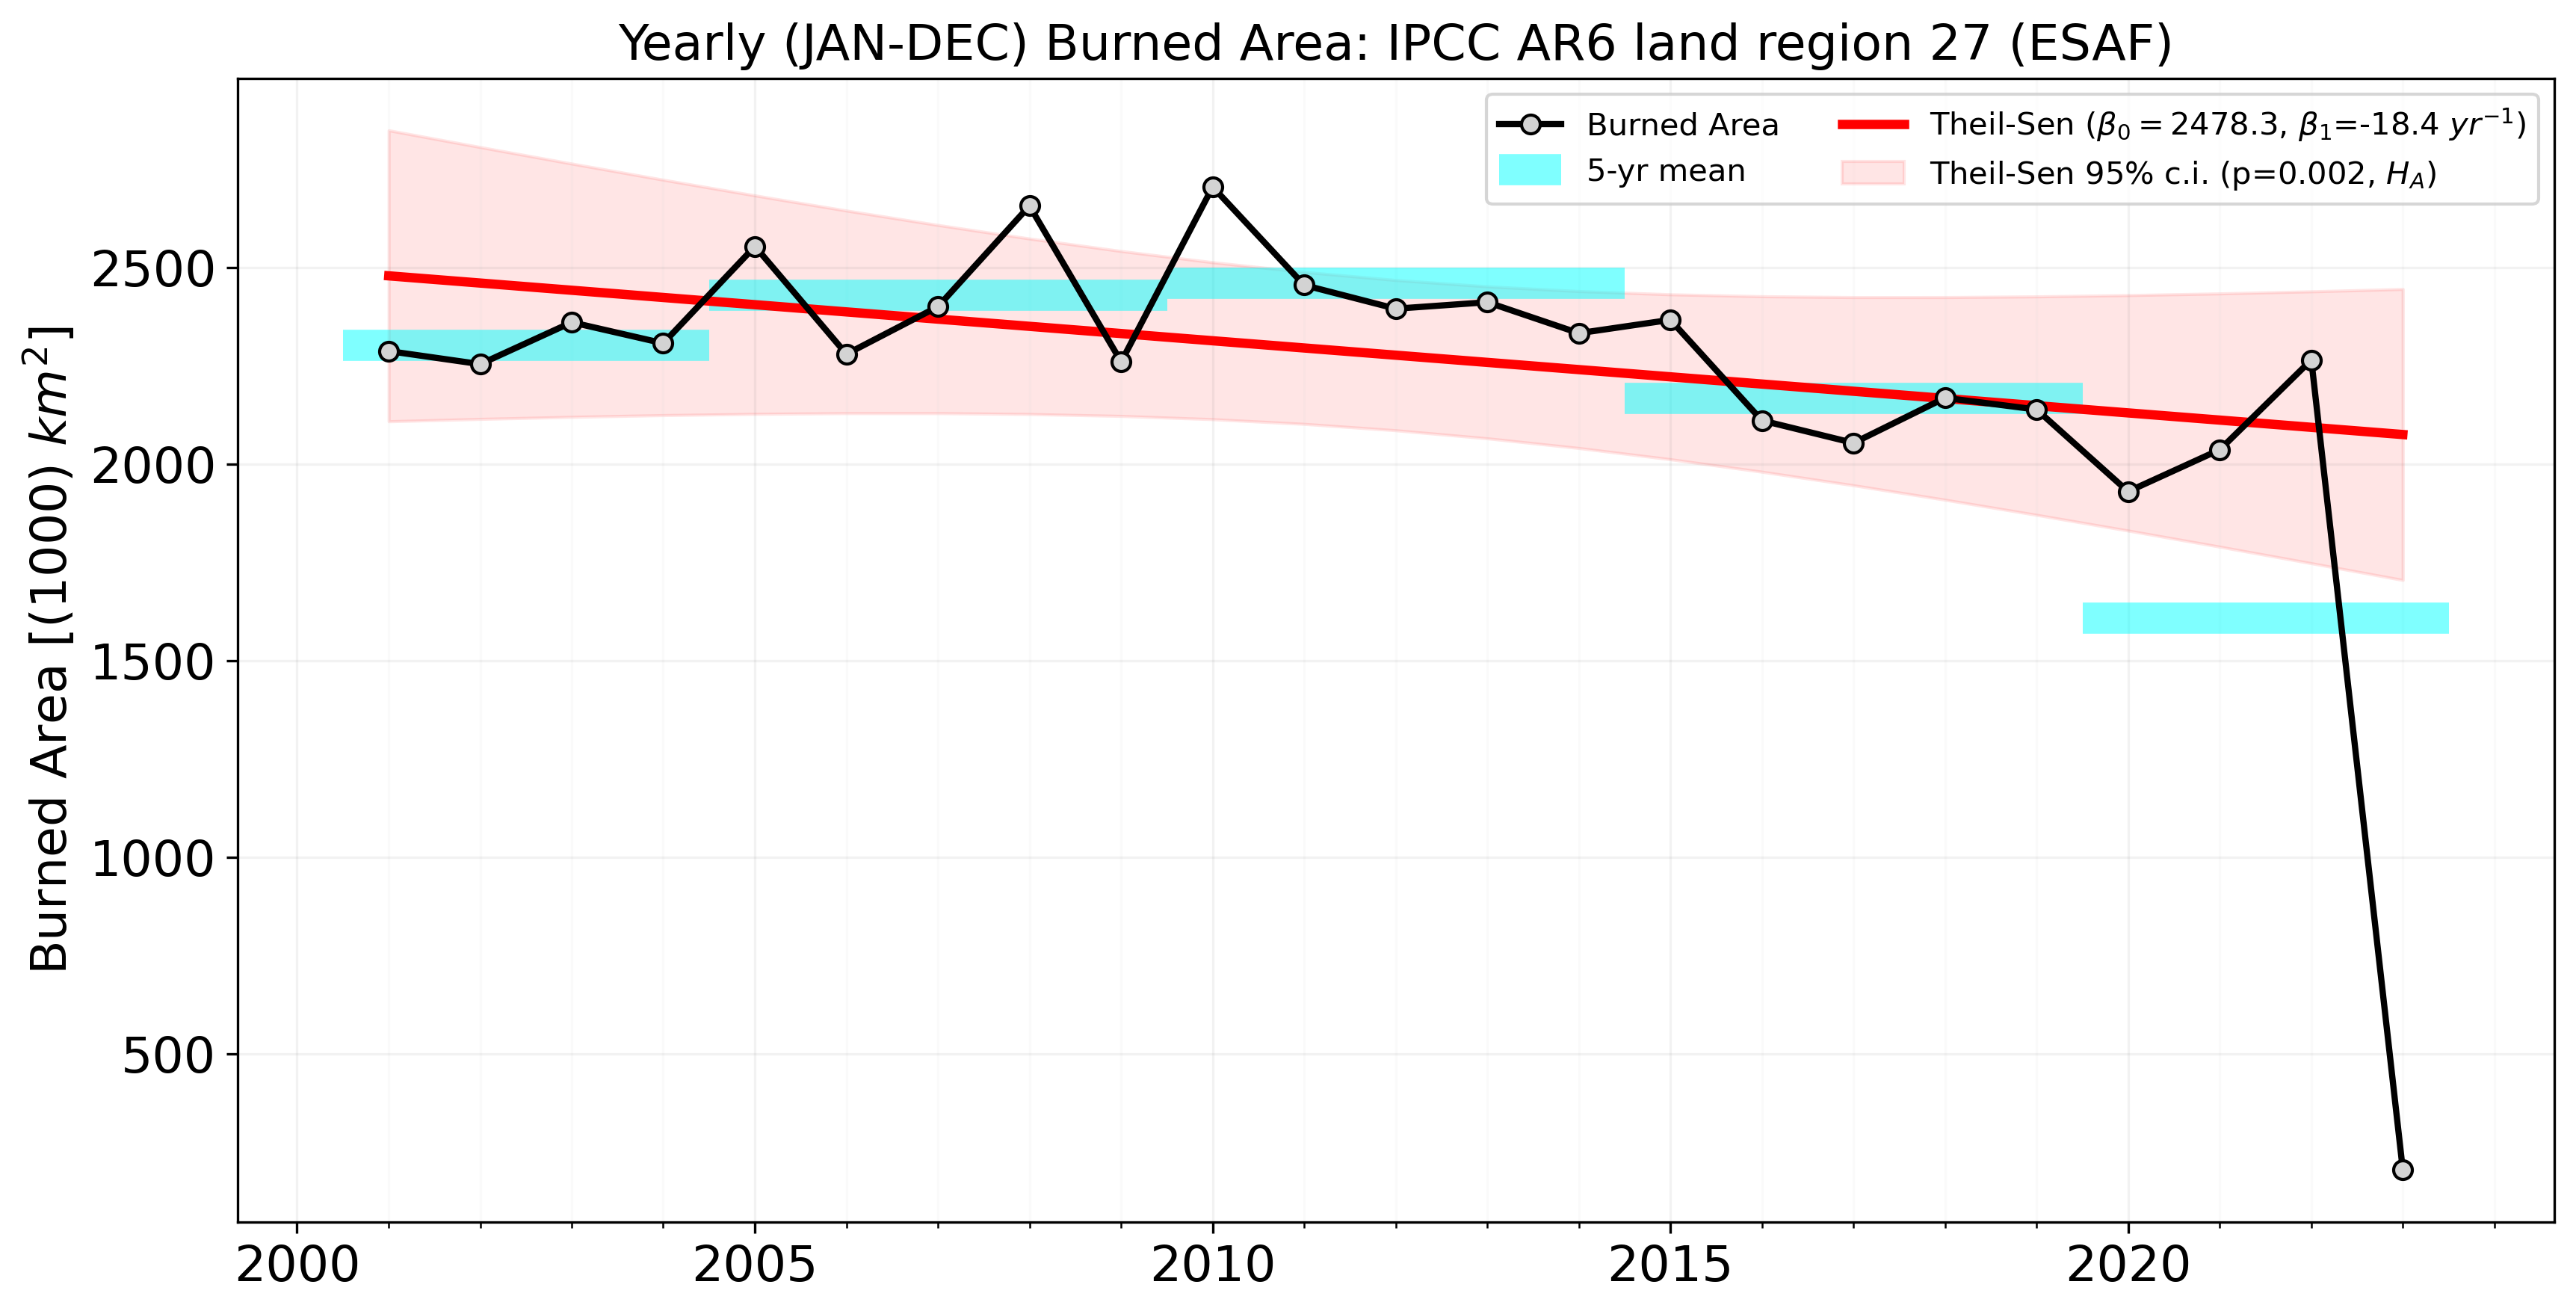 Yearly (JAN-DEC) Burned Area: IPCC AR6 land region 27 (ESAF)
Burned Area
5-yr mean
Theil-Sen (β₀ = 2478.3, β₁=-18.4 yr⁻¹)
Theil-Sen 95% c.i. (p=0.002, H_A)
Burned Area [(1000) km²]
2500
2000
1500
1000
500
2000 2005 2010 2015 2020